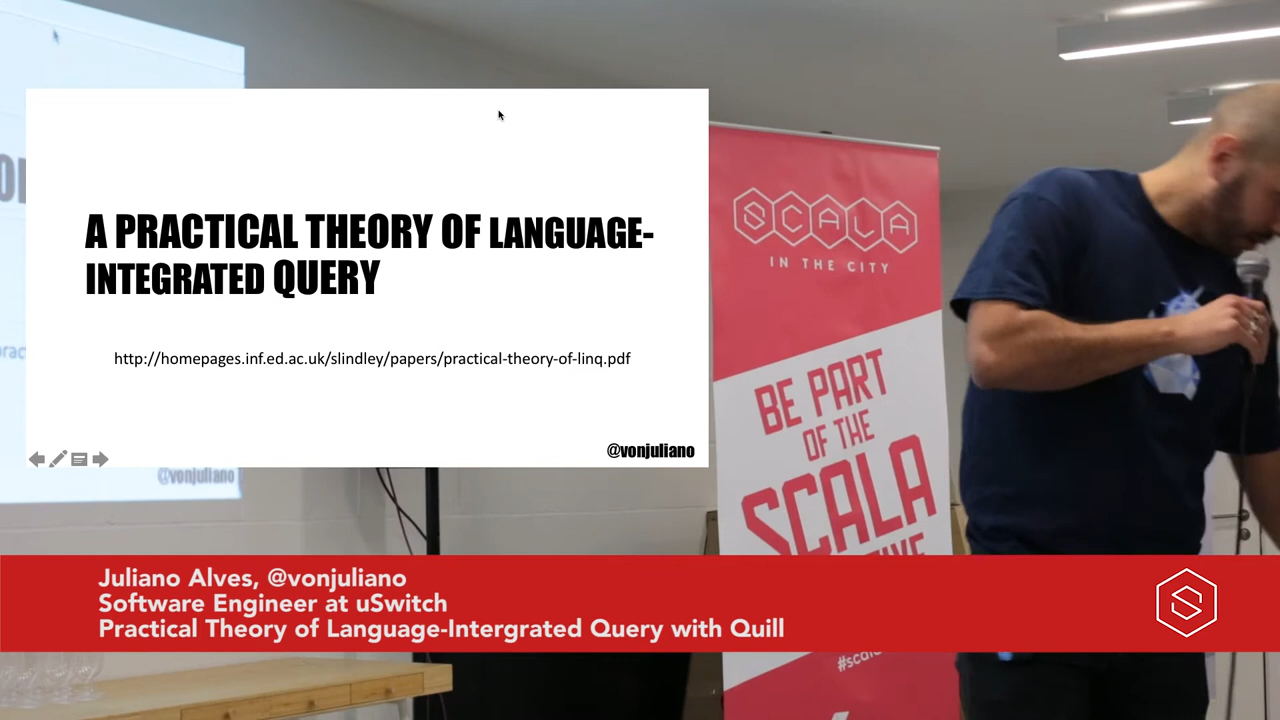 A PRACTICAL THEORY OF LANGUAGE-
INTEGRATED QUERY
http://homepages.inf.ed.ac.uk/slindley/papers/practical-theory-of-linq.pdf
@vonjuliano
@vonjuliano
SCALA
IN THE CITY
BE PART
OF THE
SCALA
Juliano Alves, @vonjuliano
Software Engineer at uSwitch
Practical Theory of Language-Intergrated Query with Quill